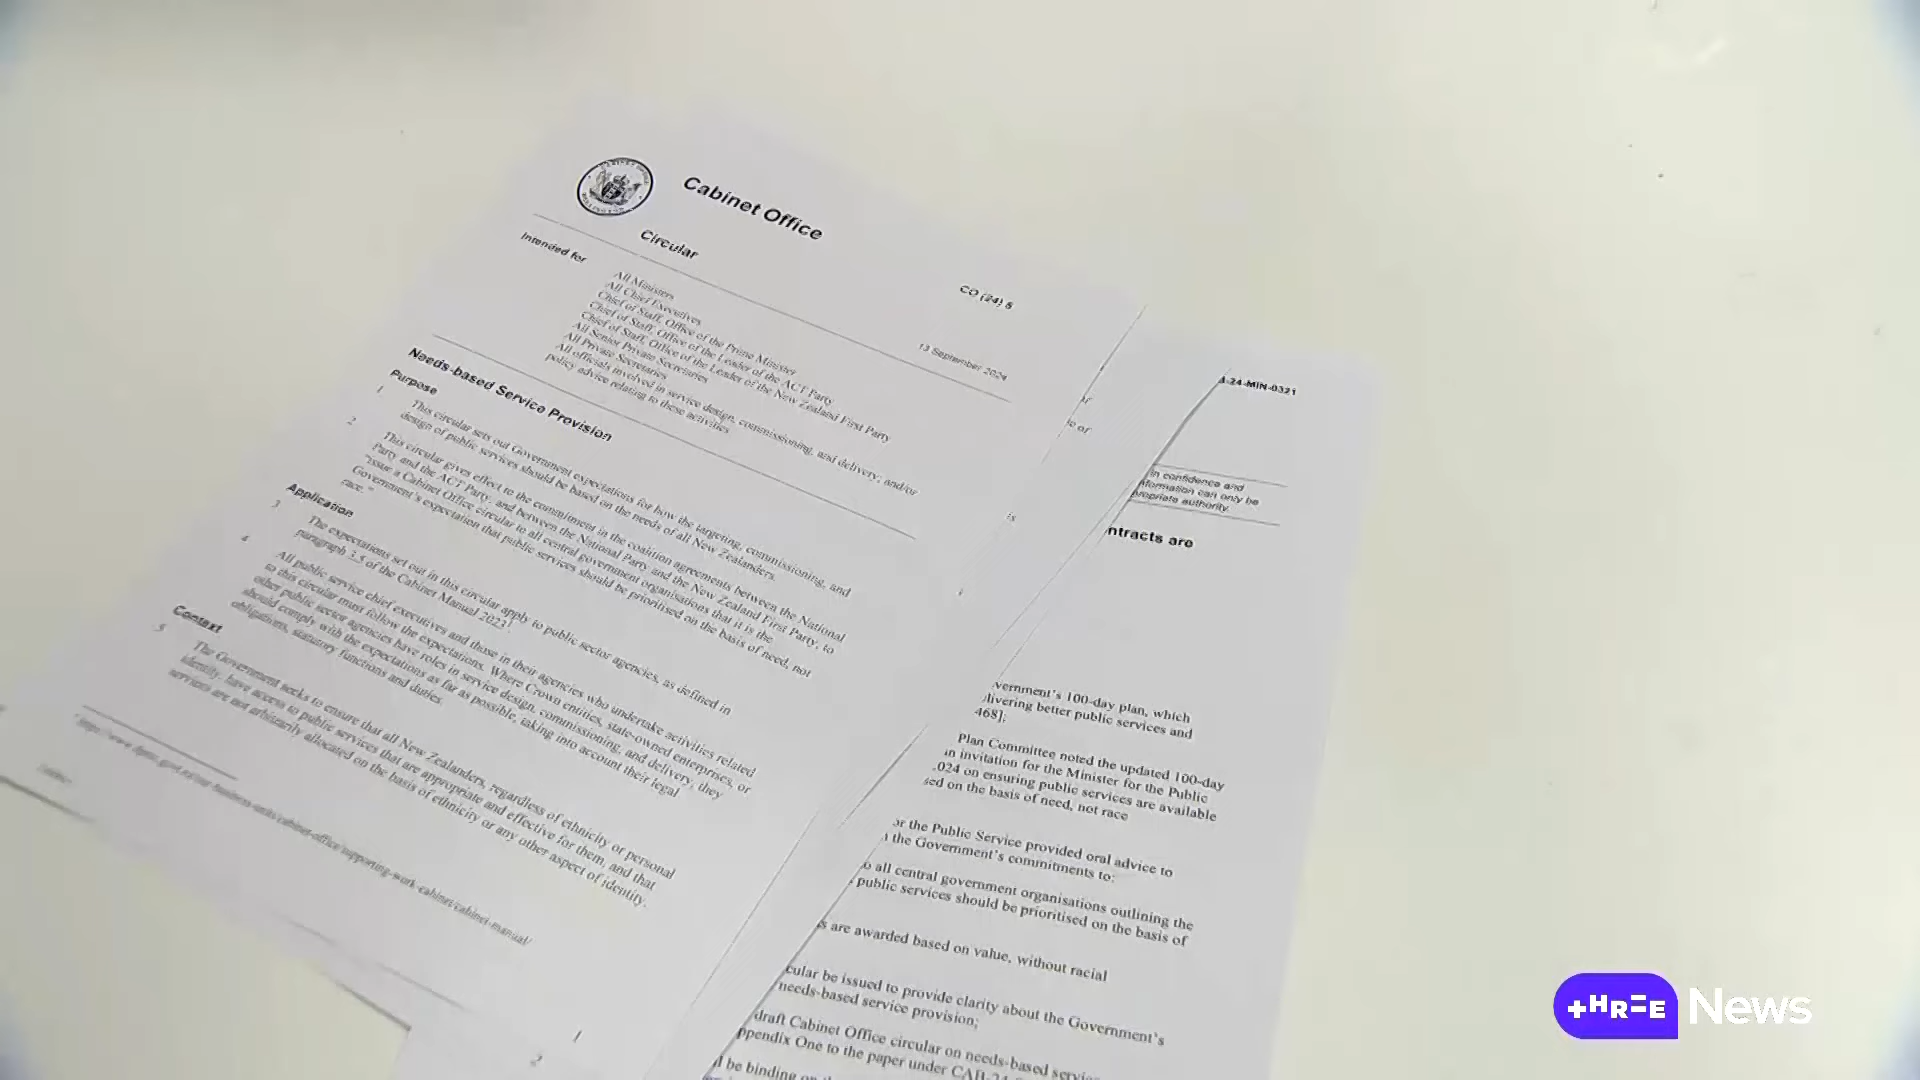 Cabinet Office
Circular
CO (24) 5
13 September 2024
Intended for
All Ministers
All Chief Executives
Chief of Staff, Office of the Prime Minister
Chief of Staff, Office of the Leader of the ACT Party
Chief of Staff, Office of the Leader of the New Zealand First Party
All Senior Private Secretaries
All Private Secretaries
All officials involved in service design, commissioning, and delivery; and/or
policy advice relating to these activities
Needs-based Service Provision
Purpose
1 This circular sets out Government expectations for how the targeting, commissioning, and
design of public services should be based on the needs of all New Zealanders.
2 This circular gives effect to the commitment in the coalition agreements between the National
Party and the ACT Party, and between the National Party and the New Zealand First Party, to
"issue a Cabinet Office circular to all central government organisations that it is the
Government's expectation that public services should be prioritised on the basis of need, not
race."
Application
3 The expectations set out in this circular apply to public sector agencies, as defined in
paragraph 3.5 of the Cabinet Manual 2023
4 All public service chief executives and those in their agencies who undertake activities related
to this circular must follow the expectations. Where Crown entities, state-owned enterprises, or
other public sector agencies have roles in service design, commissioning, and delivery, they
should comply with the expectations as far as possible, taking into account their legal
obligations, statutory functions and duties.
Context
5 The Government seeks to ensure that all New Zealanders, regardless of ethnicity or personal
identity, have access to public services that are appropriate and effective for them, and that
services are not arbitrarily allocated on the basis of ethnicity or any other aspect of identity.
1
2
-24-MIN-0321
in confidence and
formation can only be
propriate authority.
ntracts are
vernment's 100-day plan, which
livering better public services and
468];
Plan Committee noted the updated 100-day
n invitation for the Minister for the Public
024 on ensuring public services are available
sed on the basis of need, not race
or the Public Service provided oral advice to
the Government's commitments to:
o all central government organisations outlining the
public services should be prioritised on the basis of
s are awarded based on value, without racial
cular be issued to provide clarity about the Government's
needs-based service provision;
draft Cabinet Office circular on needs-based
ppendix One to the paper under
be binding on
THREE News